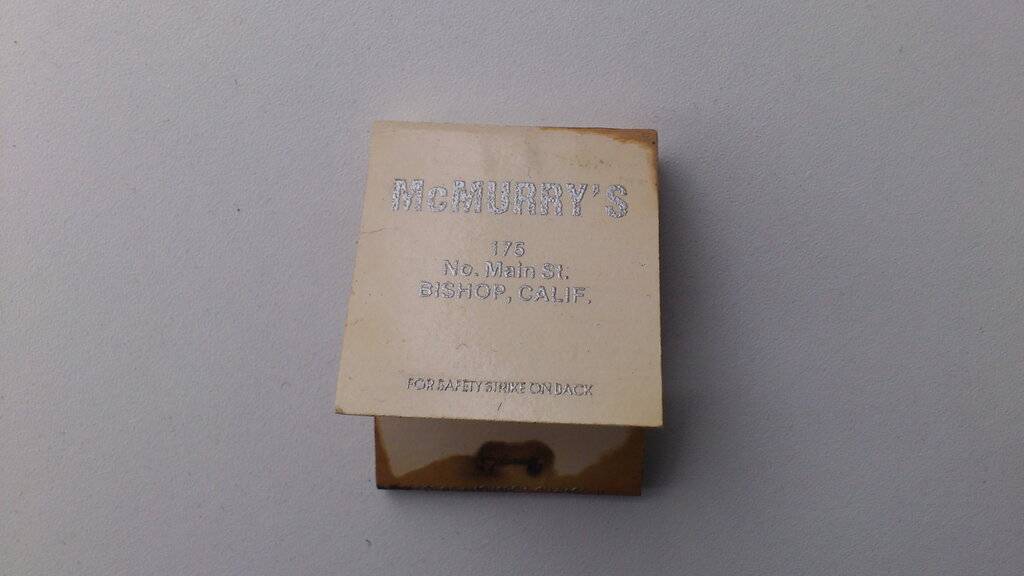 McMURRY'S
175
No. Main St.
BISHOP, CALIF.
FOR SAFETY STRIKE ON BACK